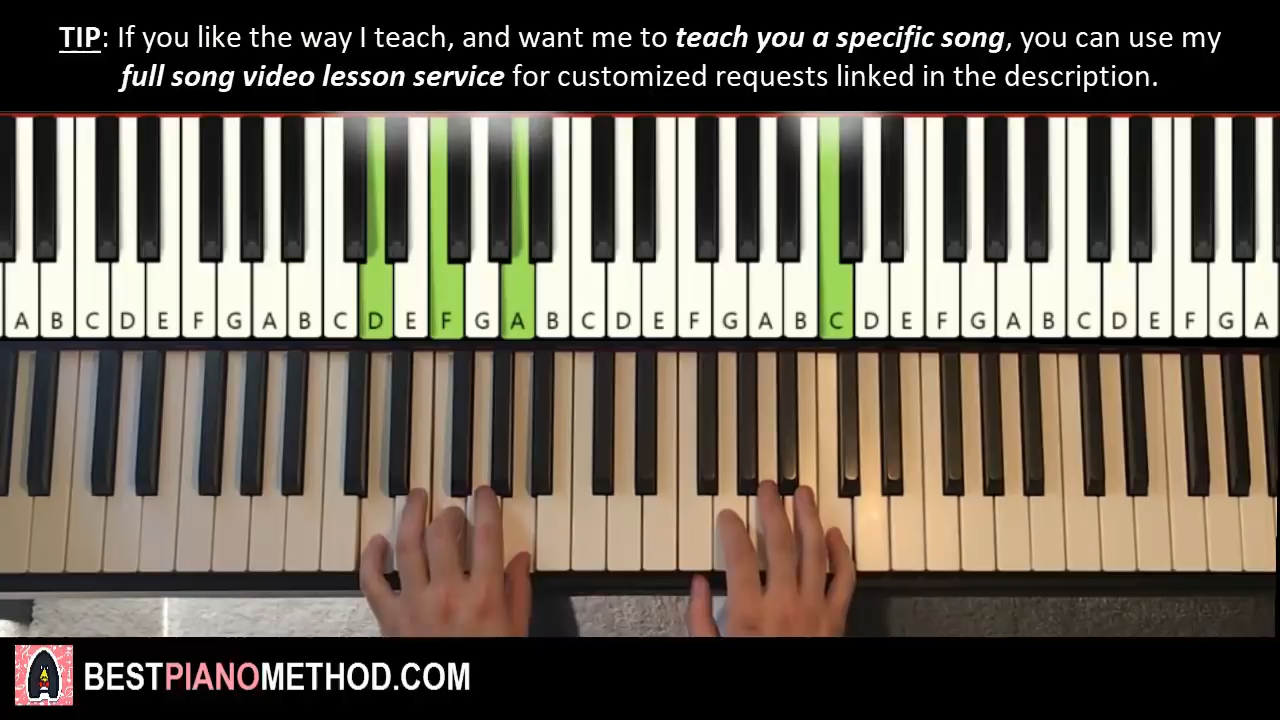 TIP: If you like the way I teach, and want me to teach you a specific song, you can use my
full song video lesson service for customized requests linked in the description.
A B C D E F G A B C D E F G A B C D E F G A B C D E F G A B C D E F G A
BESTPIANOMETHOD.COM